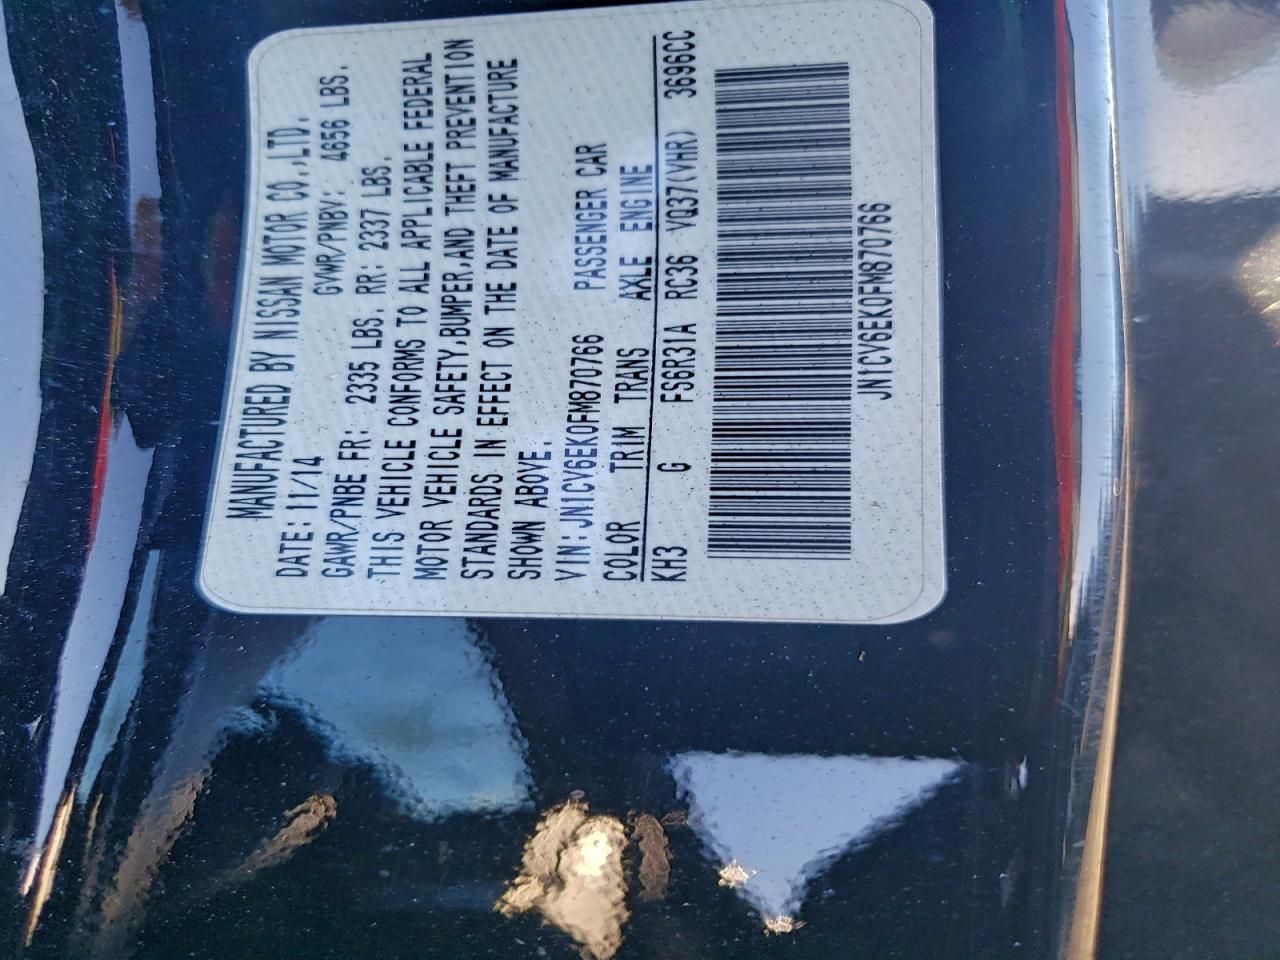 MANUFACTURED BY NISSAN MOTOR CO.,LTD.
DATE:11/14 GVWR/PNBV: 4656 LBS.
GAWR/PNBE FR: 2335 LBS, RR: 2337 LBS.
THIS VEHICLE CONFORMS TO ALL APPLICABLE FEDERAL
MOTOR VEHICLE SAFETY,BUMPER,AND THEFT PREVENTION
STANDARDS IN EFFECT ON THE DATE OF MANUFACTURE
SHOWN ABOVE.
VIN:JN1CV6EK0FM870766 PASSENGER CAR
COLOR TRIM TRANS AXLE ENGINE
KH3 G FS6R31A RC36 VQ37(VHR) 3696CC
JN1CV6EK0FM870766